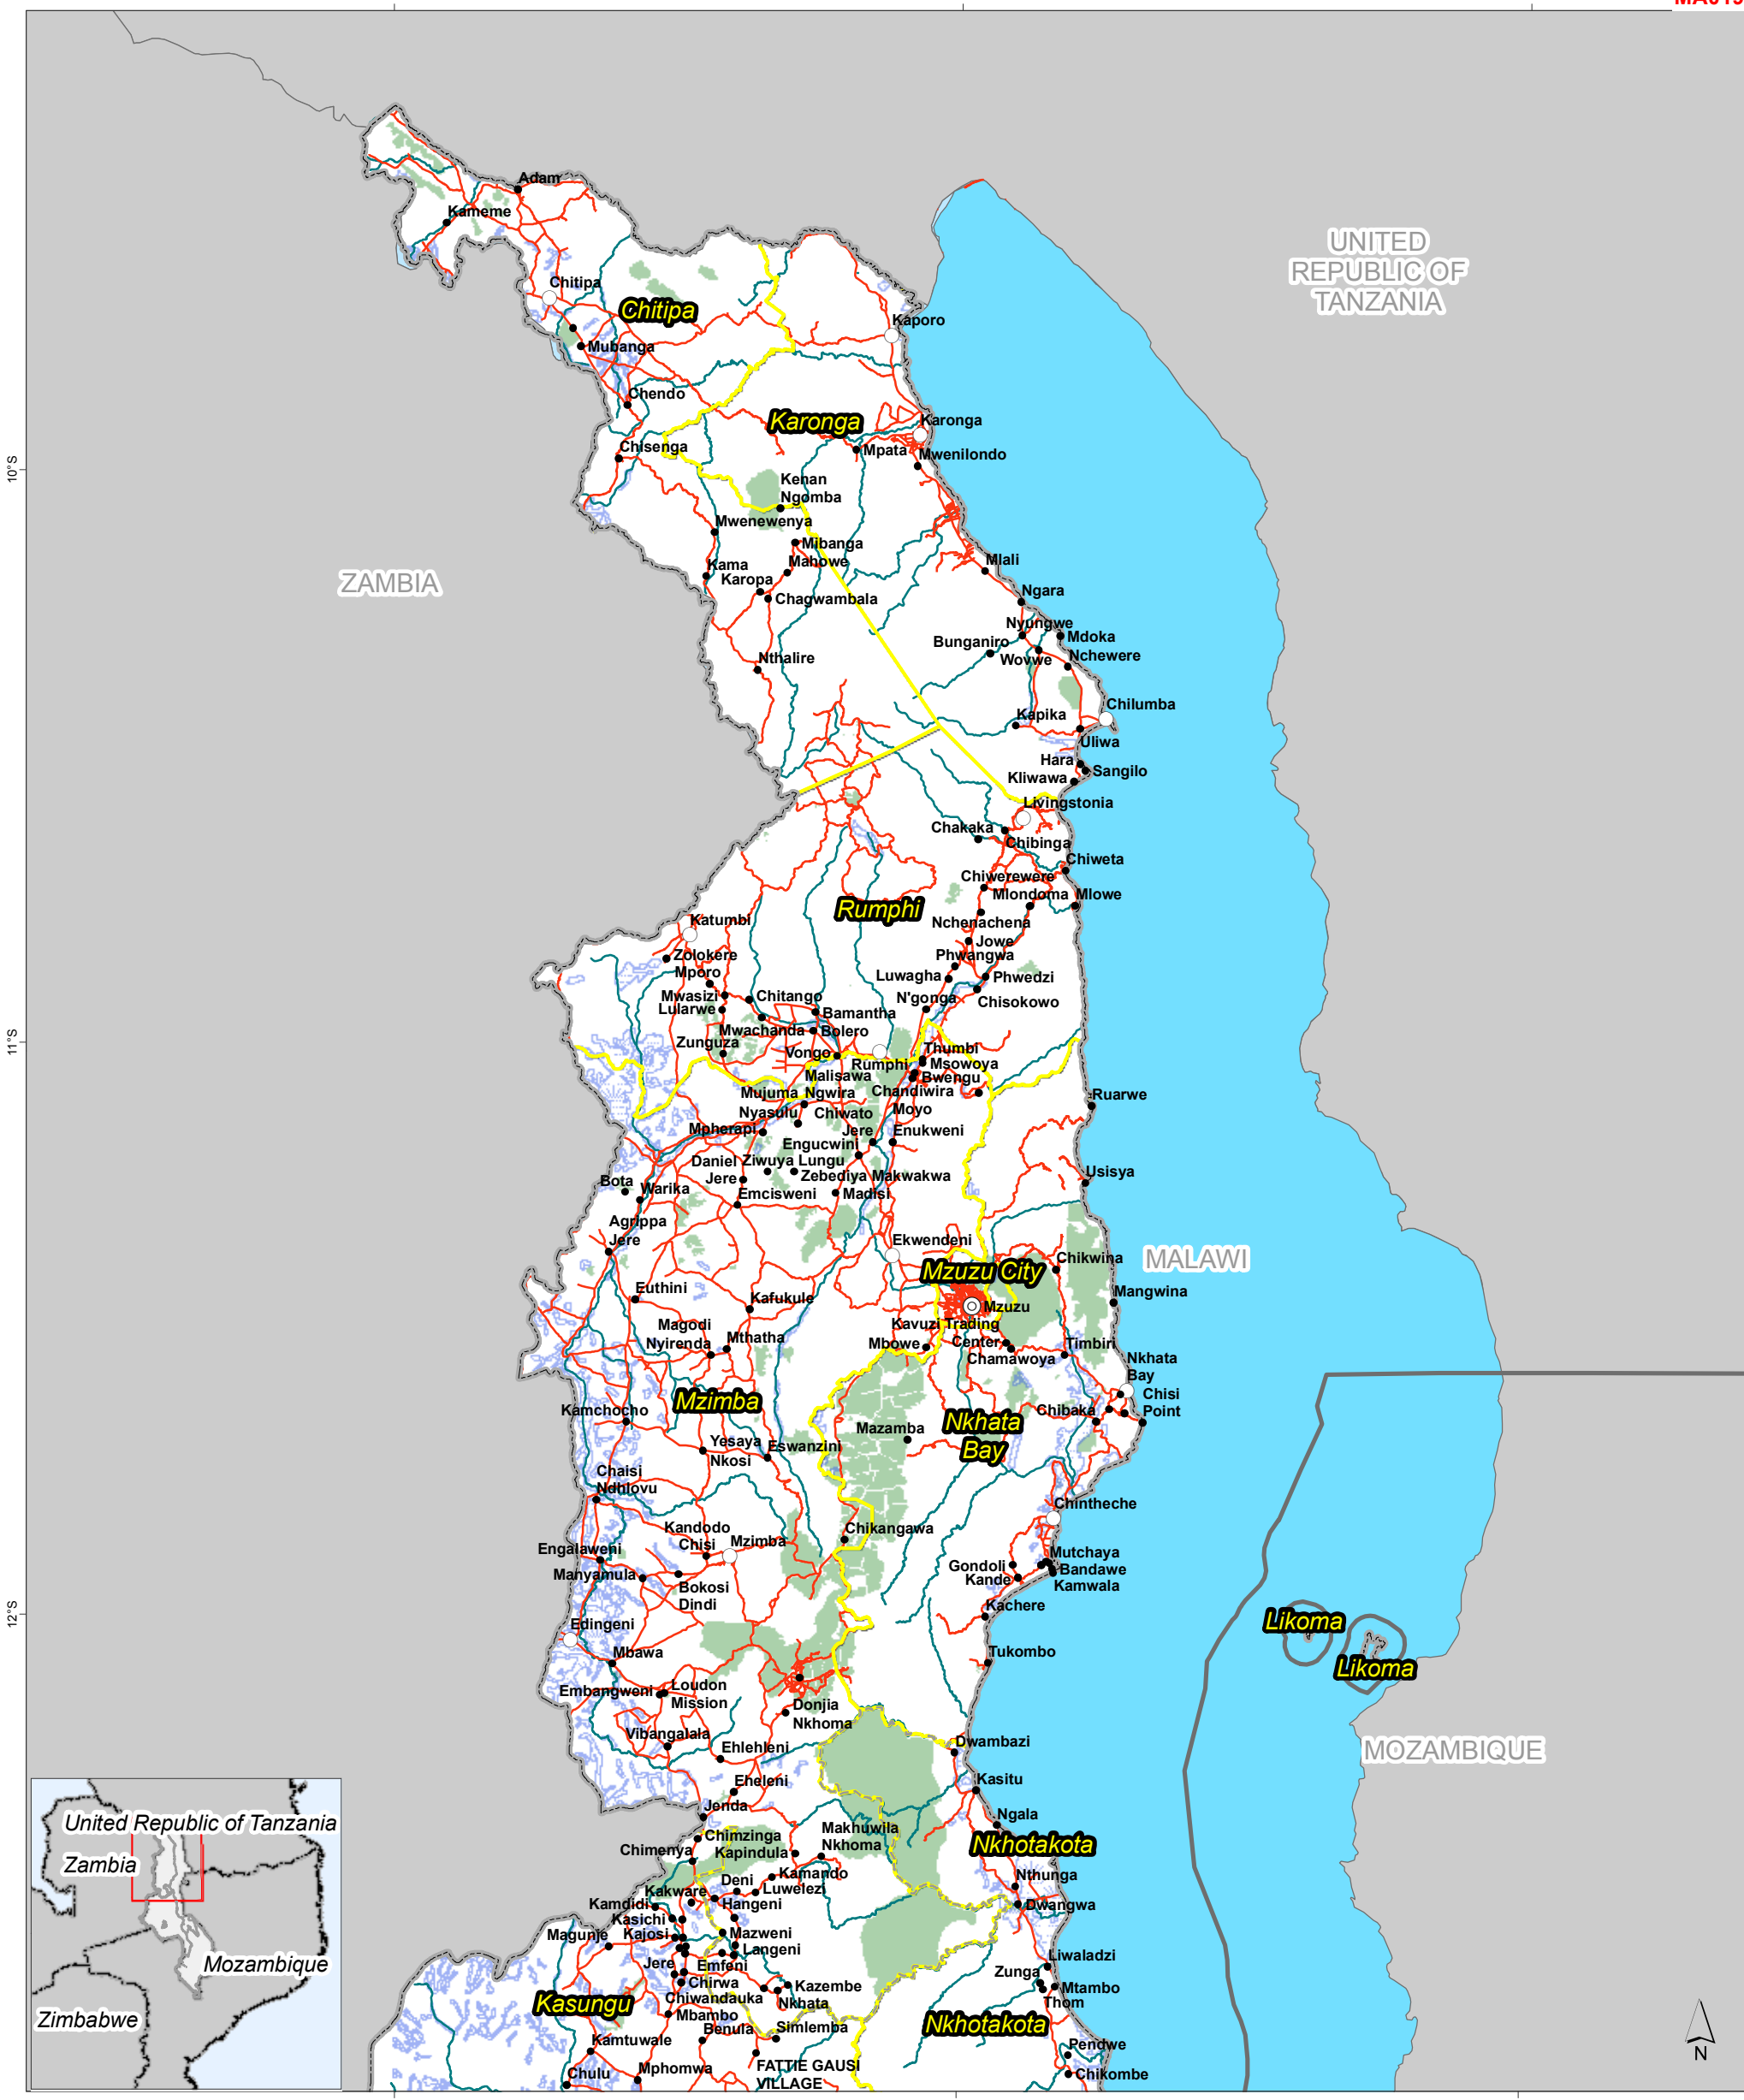 UNITED
REPUBLIC OF
TANZANIA
Adam
Kameme
Chitipa
Chitipa
Kaporo
Mubanga
Chendo
Karonga
Karonga
Chisenga
Mpata
Mwenilondo
10°S
Kenan
Ngomba
Mwenewenya
Mibanga
Mahowe
Mlali
Kama
Karopa
ZAMBIA
Chagwambala
Ngara
Nyungwe
Mdoka
Bunganiro
Wovwe
Nchewere
Nthalire
Chilumba
Kapika
Uliwa
Hara
Sangilo
Kliwawa
Livingstonia
Chakaka
Chibinga
Chiweta
Chiwerewere
Mlondoma
Mlowe
Rumphi
Nchenachena
Katumbi
Jowe
Zolokere
Phwangwa
Mporo
Luwagha
Phwedzi
Mwasizi
Chitango
N'gonga
Chisokowo
Lularwe
Bamantha
Mwachanda
Bolero
11°S
Zunguza
Vongo
Thumbi
Rumphi
Msowoya
Malisawa
Bwengu
Mujuma
Ngwira
Chandiwira
Ruarwe
Nyasulu
Chiwato
Moyo
Mpherapi
Jere
Enukweni
Engucwini
Daniel
Jere
Ziwuya
Lungu
Zebediya Makwakwa
Usisya
Bota
Warika
Emcisweni
Madisi
Agrippa
Jere
Ekwendeni
Chikwina
MALAWI
Mzuzu City
Euthini
Kafukule
Mzuzu
Mangwina
Magodi
Nyirenda
Mthatha
Kavuzi Trading
Center
Mbowe
Chamawoya
Timbiri
Nkhata
Bay
Mzimba
Chisi
Point
Kamchocho
Chibaka
Nkhata
Bay
Mazamba
Yesaya
Nkosi
Eswanzini
Chaisi
Ndhlovu
Chintheche
Kandodo
Chisi
Mzimba
Chikangawa
Engalaweni
Mutchaya
Manyamula
Gondoli
Bandawe
Bokosi
Dindi
Kande
Kamwala
Kachere
Edingeni
Likoma
Mbawa
Tukombo
Likoma
Embangweni
Loudon
Mission
Donjia
Nkhoma
Vibangalala
Ehlehleni
Dwambazi
MOZAMBIQUE
Eheleni
Kasitu
Jenda
Ngala
Chimzinga
Makhuwila
Nkhoma
Chimenya
Kapindula
Nkhotakota
Kamando
Nthunga
Deni
Luwelezi
Kakware
Kamdidi
Hangeni
Dwangwa
Kasichi
Magunje
Kajosi
Mazweni
Langeni
Liwaladzi
Jere
Emfeni
Zunga
Chirwa
Kazembe
Mtambo
Kasungu
Chiwandauka
Nkhata
Thom
Mbambo
Nkhotakota
Benula
Simlemba
Kamtuwale
Pendwe
Mphomwa
FATTIE GAUSI
VILLAGE
Chulu
Chikombe
12°S
United Republic of Tanzania
Zambia
Mozambique
Zimbabwe
N